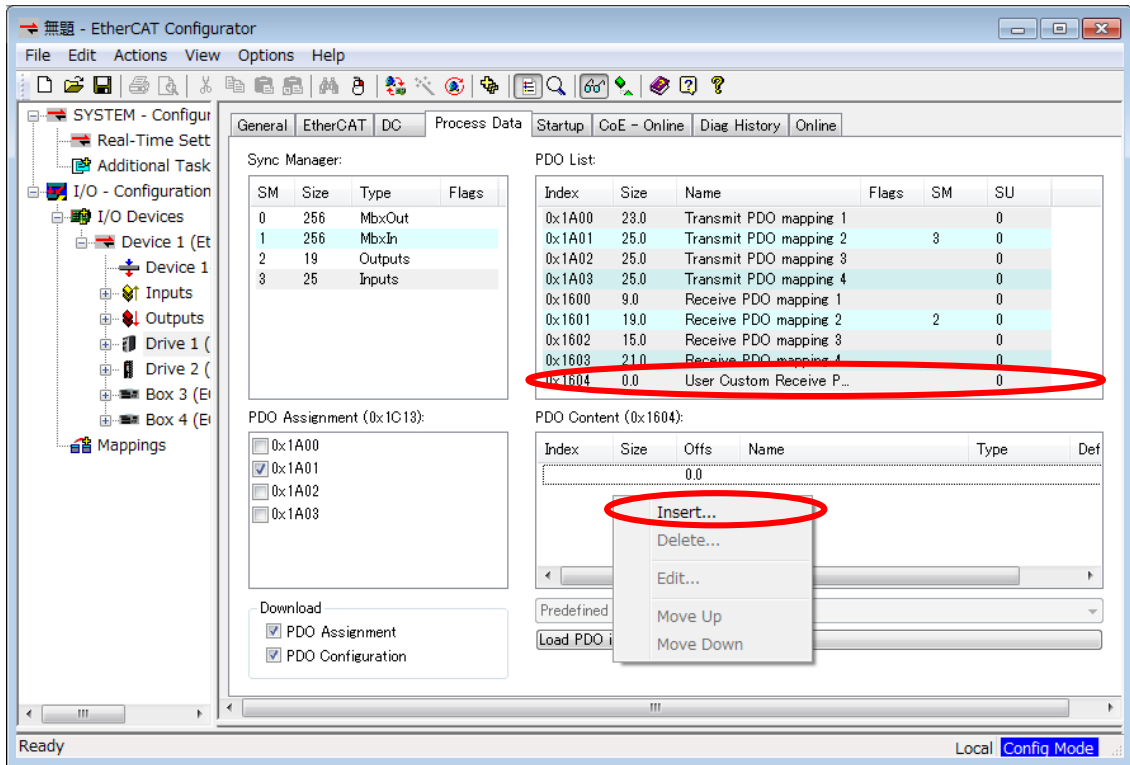 無題 - EtherCAT Configurator
File Edit Actions View Options Help
SYSTEM - Configur
Real-Time Sett
Additional Task
I/O - Configuration
I/O Devices
Device 1 (Et
Device 1
Inputs
Outputs
Drive 1 (
Drive 2 (
Box 3 (Et
Box 4 (Et
Mappings
General EtherCAT DC Process Data Startup CoE - Online Diag History Online
Sync Manager:
SM Size Type Flags
0 256 MbxOut
1 256 MbxIn
2 19 Outputs
3 25 Inputs
PDO List:
Index Size Name Flags SM SU
0x1A00 23.0 Transmit PDO mapping 1 0
0x1A01 25.0 Transmit PDO mapping 2 3 0
0x1A02 25.0 Transmit PDO mapping 3 0
0x1A03 25.0 Transmit PDO mapping 4 0
0x1600 9.0 Receive PDO mapping 1 0
0x1601 19.0 Receive PDO mapping 2 2 0
0x1602 15.0 Receive PDO mapping 3 0
0x1603 21.0 Receive PDO mapping 4 0
0x1604 0.0 User Custom Receive P... 0
PDO Assignment (0x1C13):
0x1A00
0x1A01
0x1A02
0x1A03
PDO Content (0x1604):
Index Size Offs Name Type Def
0.0
Insert...
Delete...
Edit...
Move Up
Move Down
Download
PDO Assignment
PDO Configuration
Predefined
Load PDO i
Ready
Local Config Mode